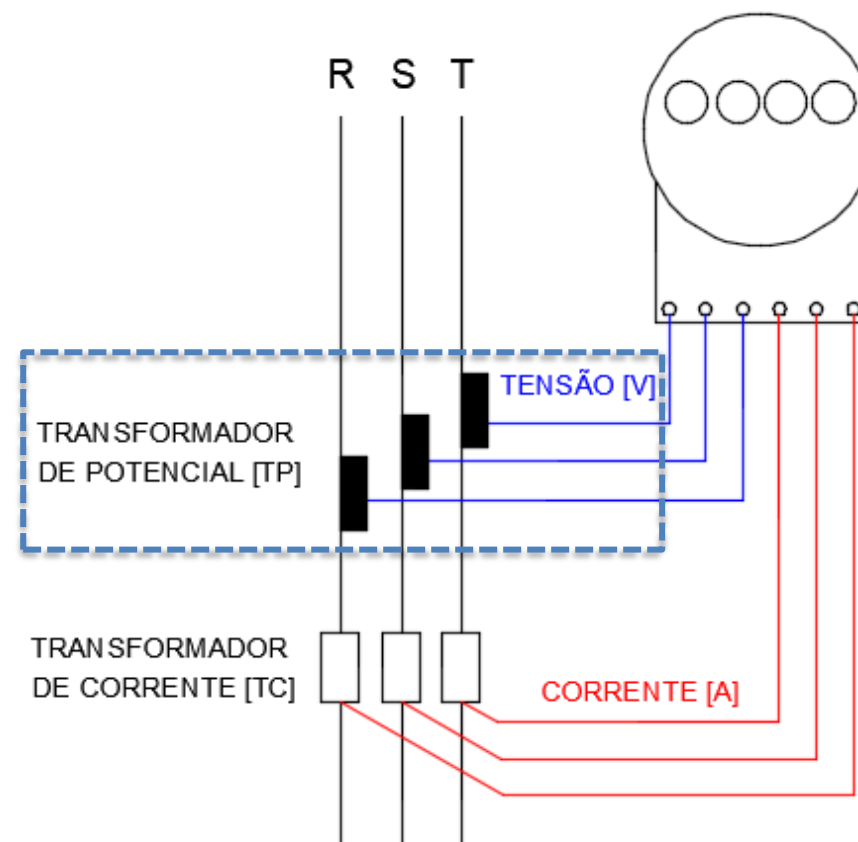 R S T
TENSÃO [V]
TRANSFORMADOR
DE POTENCIAL [TP]
TRANSFORMADOR
DE CORRENTE [TC]
CORRENTE [A]